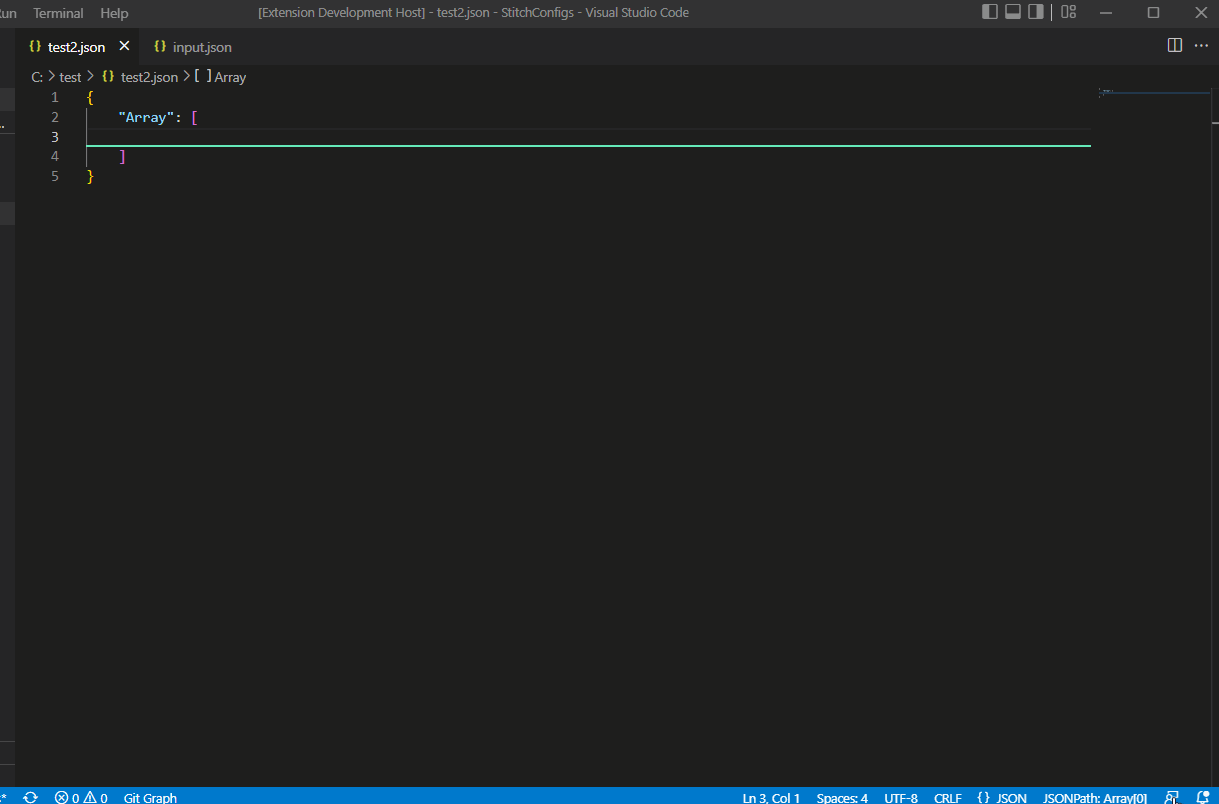 Terminal Help [Extension Development Host] - test2.json - StitchConfigs - Visual Studio Code
{} test2.json × {} input.json ...
C: > test > {} test2.json > [ ] Array
1 {
2 "Array": [
3
4 ]
5 }
0 0 Git Graph Ln 3, Col 1 Spaces: 4 UTF-8 CRLF {} JSON JSONPath: Array[0]